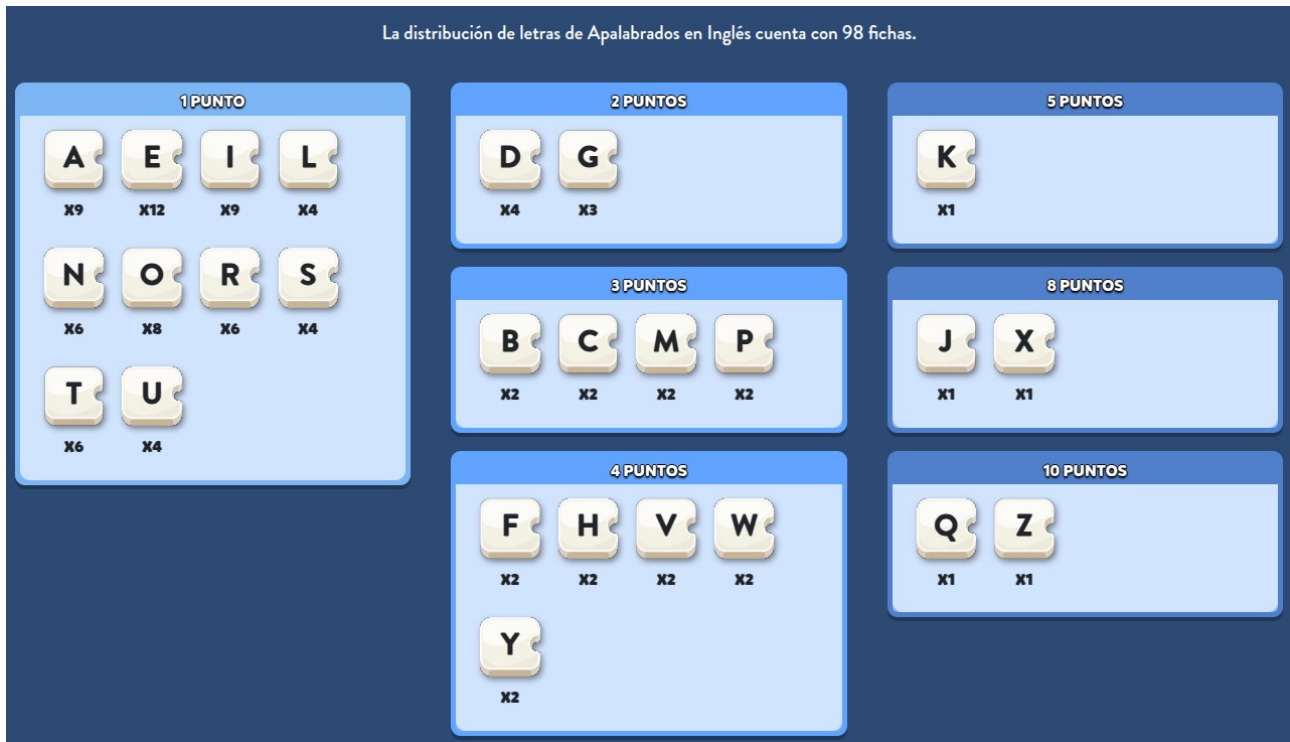 La distribución de letras de Apalabrados en Inglés cuenta con 98 fichas.
1 PUNTO
A E I L
X9 X12 X9 X4
N O R S
X6 X8 X6 X4
T U
X6 X4
2 PUNTOS
D G
X4 X3
3 PUNTOS
B C M P
X2 X2 X2 X2
4 PUNTOS
F H V W
X2 X2 X2 X2
Y
X2
5 PUNTOS
K
X1
8 PUNTOS
J X
X1 X1
10 PUNTOS
Q Z
X1 X1